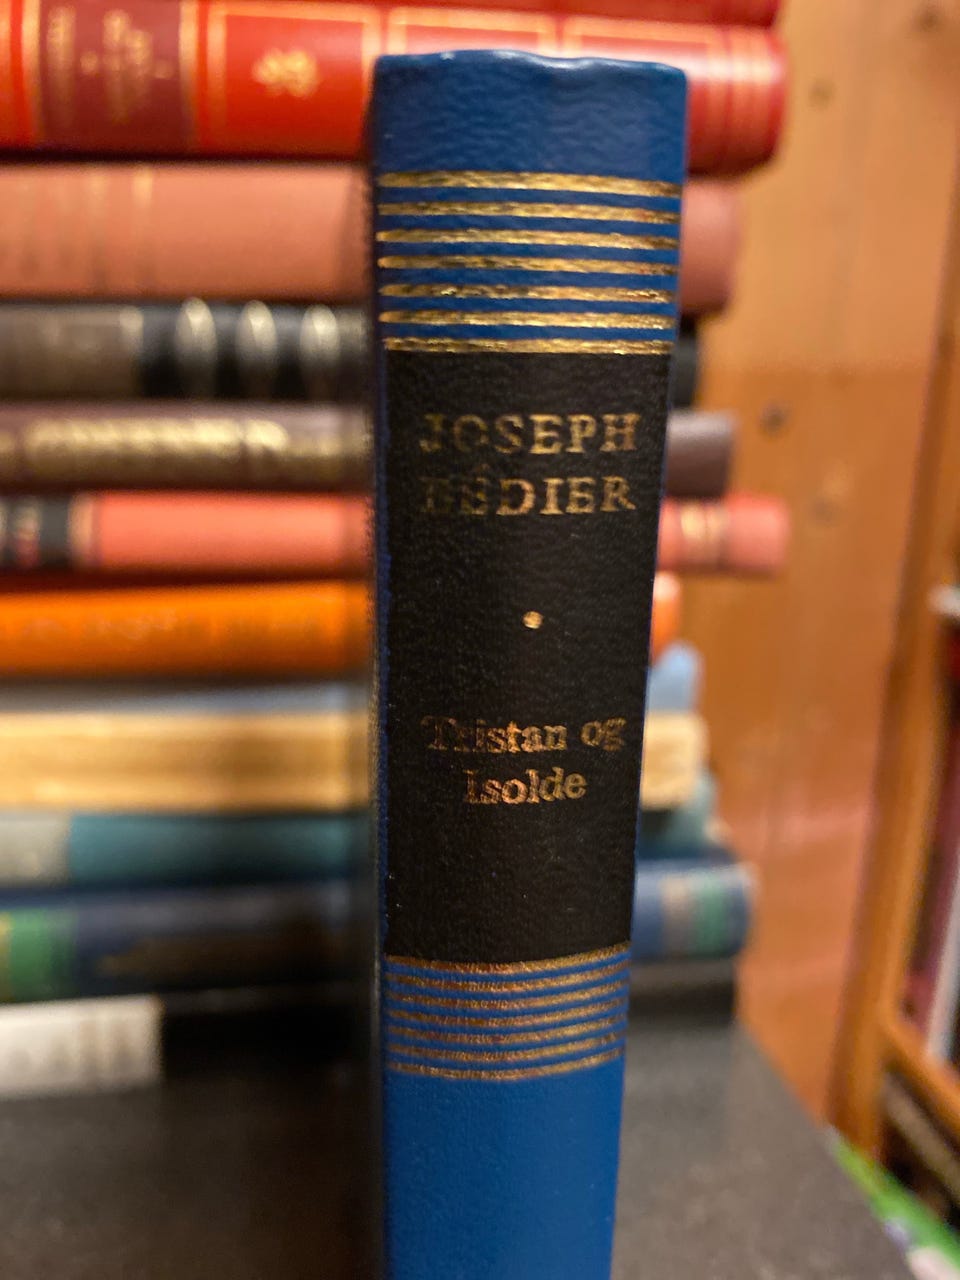 JOSEPH
BÉDIER
Tristan og
Isolde